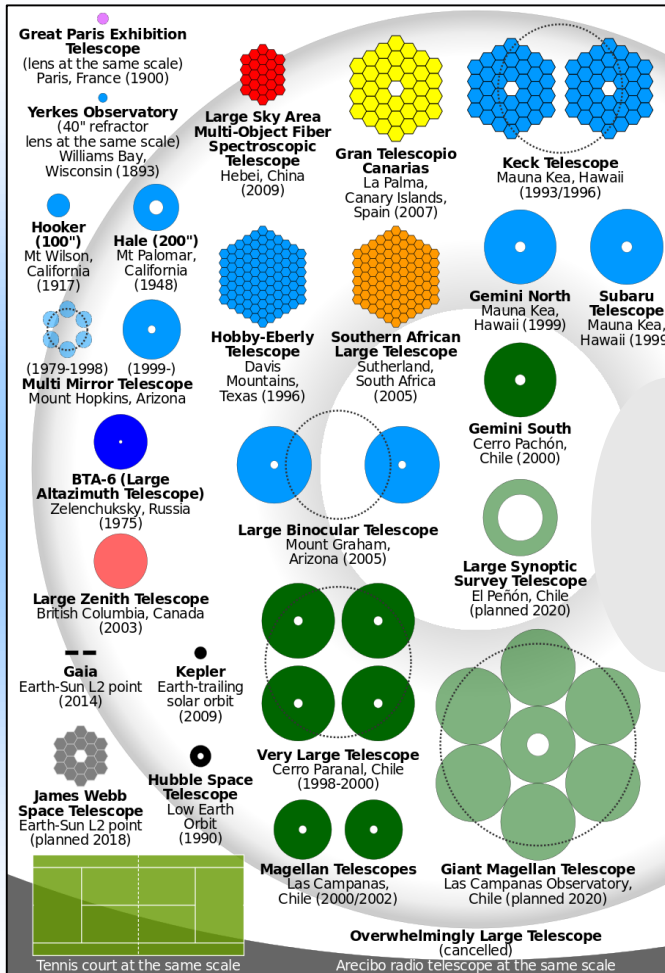 Great Paris Exhibition
Telescope
(lens at the same scale)
Paris, France (1900)
Yerkes Observatory
(40" refractor
lens at the same scale)
Williams Bay,
Wisconsin (1893)
Hooker
(100")
Mt Wilson,
California
(1917)
Hale (200")
Mt Palomar,
California
(1948)
(1979-1998)
(1999-)
Multi Mirror Telescope
Mount Hopkins, Arizona
BTA-6 (Large
Altazimuth Telescope)
Zelenchuksky, Russia
(1975)
Large Zenith Telescope
British Columbia, Canada
(2003)
Gaia
Earth-Sun L2 point
(2014)
Kepler
Earth-trailing
solar orbit
(2009)
James Webb
Space Telescope
Earth-Sun L2 point
(planned 2018)
Hubble Space
Telescope
Low Earth
Orbit
(1990)
Tennis court at the same scale
Large Sky Area
Multi-Object Fiber
Spectroscopic
Telescope
Hebei, China
(2009)
Gran Telescopio
Canarias
La Palma,
Canary Islands,
Spain (2007)
Keck Telescope
Mauna Kea, Hawaii
(1993/1996)
Hobby-Eberly
Telescope
Davis
Mountains,
Texas (1996)
Southern African
Large Telescope
Sutherland,
South Africa
(2005)
Gemini North
Mauna Kea,
Hawaii (1999)
Subaru
Telescope
Mauna Kea,
Hawaii (1999
Gemini South
Cerro Pachón,
Chile (2000)
Large Binocular Telescope
Mount Graham,
Arizona (2005)
Large Synoptic
Survey Telescope
El Peñón, Chile
(planned 2020)
Very Large Telescope
Cerro Paranal, Chile
(1998-2000)
Magellan Telescopes
Las Campanas,
Chile (2000/2002)
Giant Magellan Telescope
Las Campanas Observatory,
Chile (planned 2020)
Overwhelmingly Large Telescope
(cancelled)
Arecibo radio telescope at the same scale